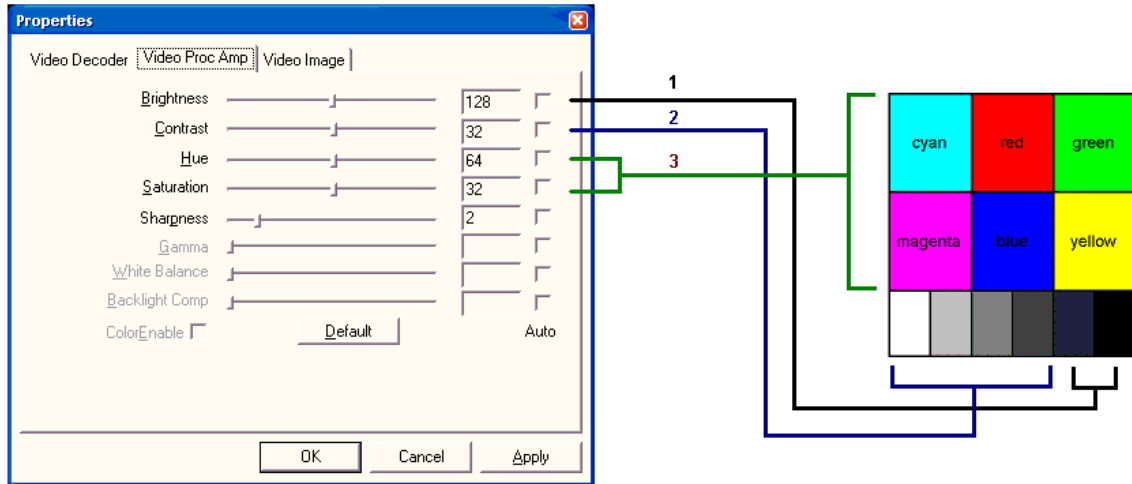 Properties
Video Decoder Video Proc Amp Video Image
Brightness 128
Contrast 32
Hue 64
Saturation 32
Sharpness 2
Gamma
White Balance
Backlight Comp
ColorEnable Default Auto
OK Cancel Apply
1
2
3
cyan red green
magenta blue yellow